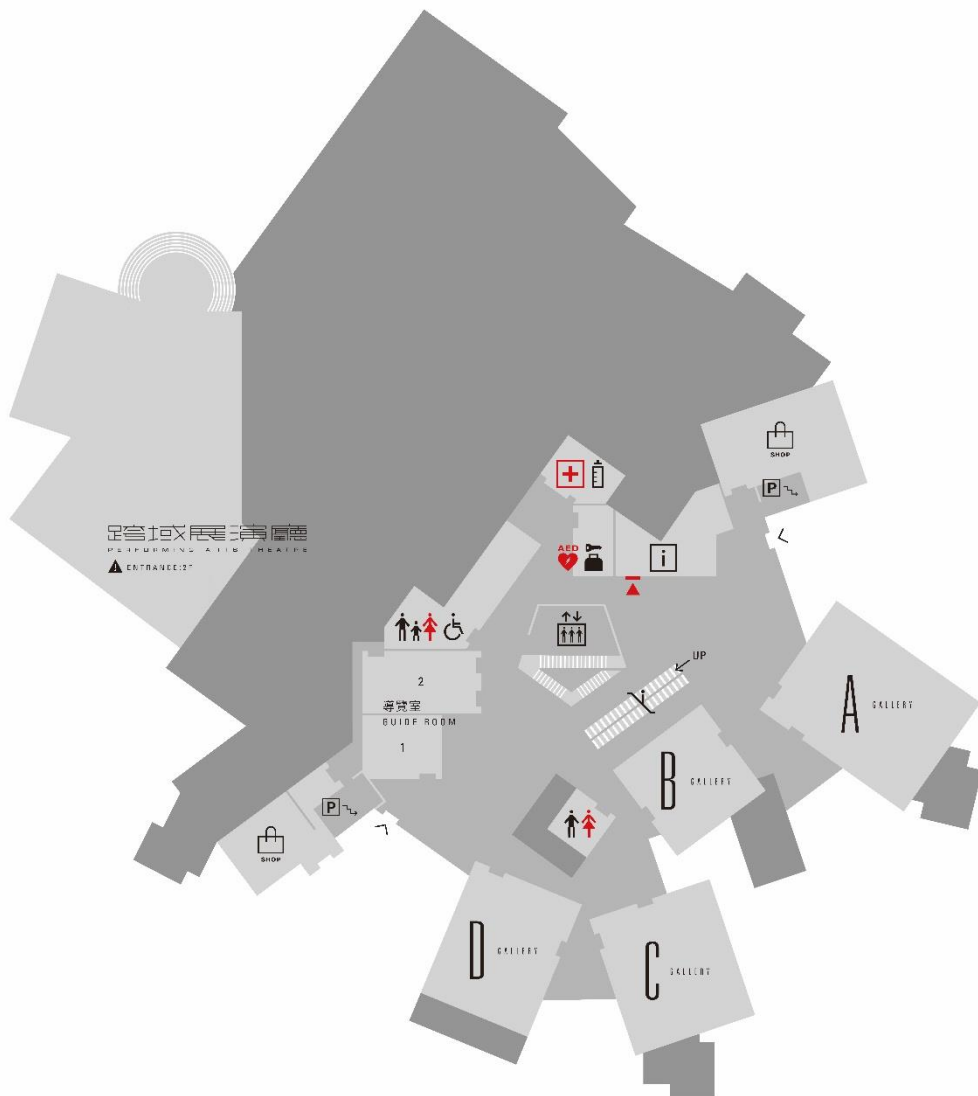 跨域展演廳
PERFORMING ARTS THEATRE
ENTRANCE:2F
SHOP
P
AED
i
UP
2
導覽室
GUIDE ROOM
1
A GALLERY
B GALLERY
P
SHOP
D GALLERY
C GALLERY